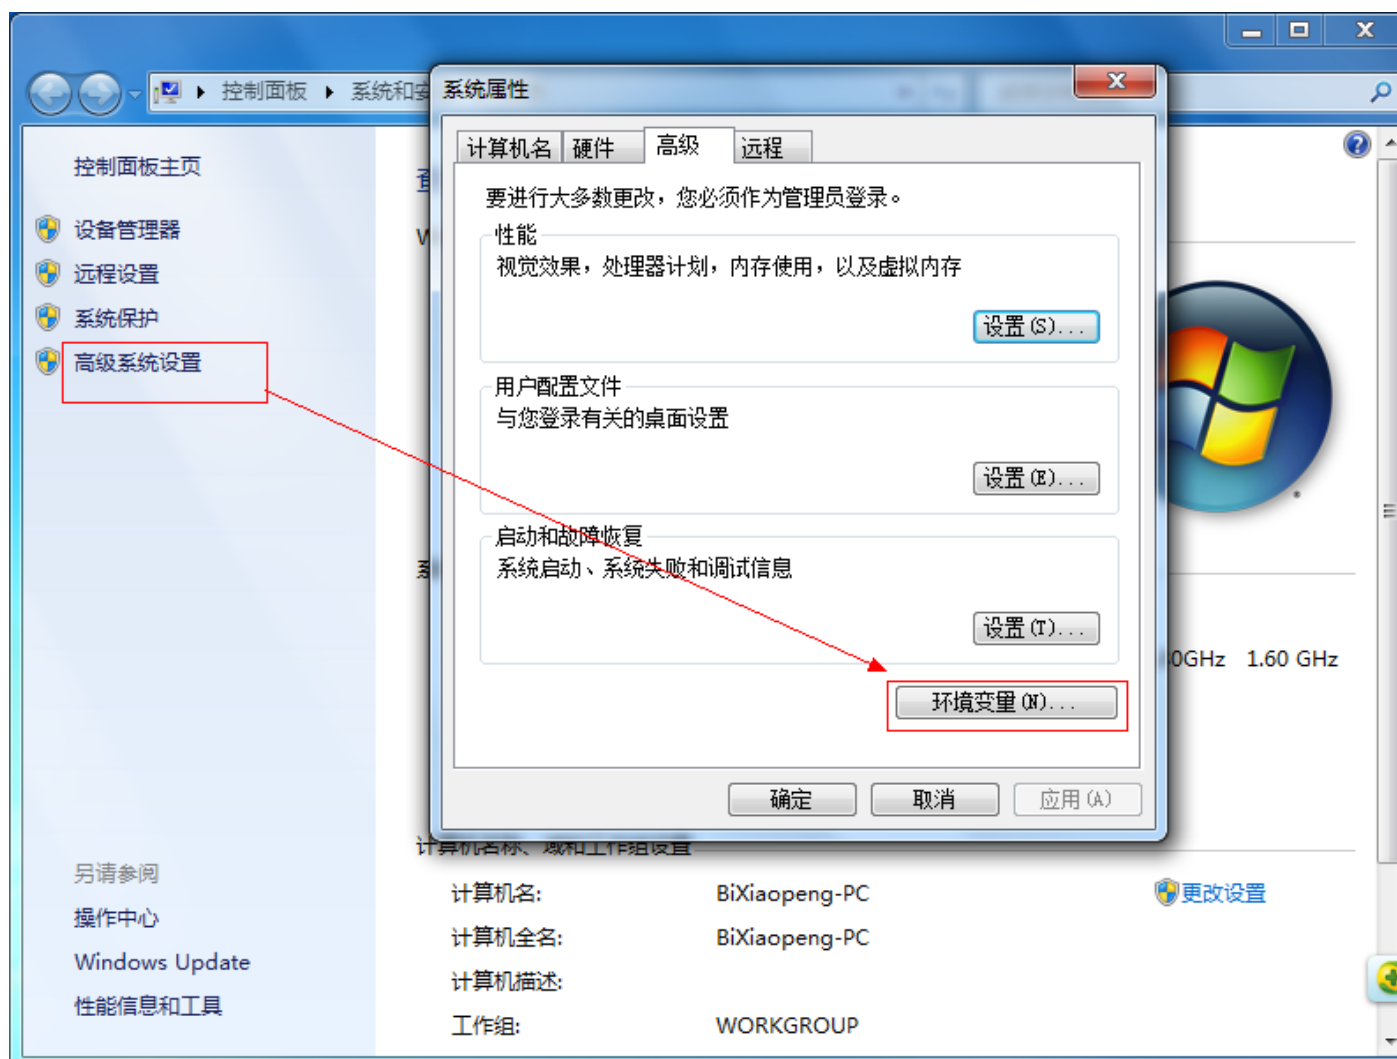 控制面板
系统和安
系统属性
控制面板主页
设备管理器
远程设置
系统保护
高级系统设置
计算机名
硬件
高级
远程
要进行大多数更改，您必须作为管理员登录。
性能
视觉效果，处理器计划，内存使用，以及虚拟内存
设置(S)...
用户配置文件
与您登录有关的桌面设置
设置(E)...
启动和故障恢复
系统启动、系统失败和调试信息
设置(T)...
0GHz 1.60 GHz
环境变量(N)...
确定
取消
应用(A)
计算机名称、域和工作组设置
计算机名:
BiXiaopeng-PC
更改设置
计算机全名:
BiXiaopeng-PC
计算机描述:
工作组:
WORKGROUP
另请参阅
操作中心
Windows Update
性能信息和工具